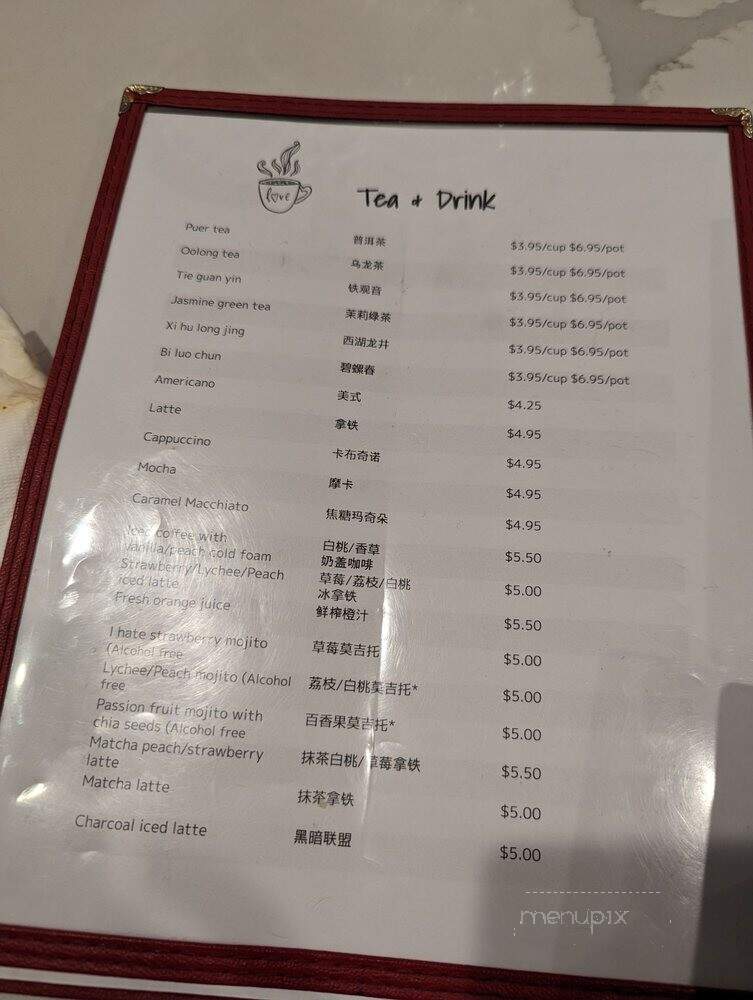 love
Tea & Drink
Puer tea 普洱茶 $3.95/cup $6.95/pot
Oolong tea 乌龙茶 $3.95/cup $6.95/pot
Tie guan yin 铁观音 $3.95/cup $6.95/pot
Jasmine green tea 茉莉绿茶 $3.95/cup $6.95/pot
Xi hu long jing 西湖龙井 $3.95/cup $6.95/pot
Bi luo chun 碧螺春 $3.95/cup $6.95/pot
Americano 美式 $4.25
Latte 拿铁 $4.95
Cappuccino 卡布奇诺 $4.95
Mocha 摩卡 $4.95
Caramel Macchiato 焦糖玛奇朵 $4.95
Iced coffee with 白桃/香草 $5.50
vanilla/peach cold foam 奶盖咖啡
Strawberry/Lychee/Peach 草莓/荔枝/白桃 $5.00
iced latte 冰拿铁
Fresh orange juice 鲜榨橙汁 $5.50
I hate strawberry mojito 草莓莫吉托 $5.00
(Alcohol free
Lychee/Peach mojito (Alcohol 荔枝/白桃莫吉托* $5.00
free
Passion fruit mojito with 百香果莫吉托* $5.00
chia seeds (Alcohol free
Matcha peach/strawberry 抹茶白桃/草莓拿铁 $5.50
latte
Matcha latte 抹茶拿铁 $5.00
Charcoal iced latte 黑暗联盟 $5.00
menupix